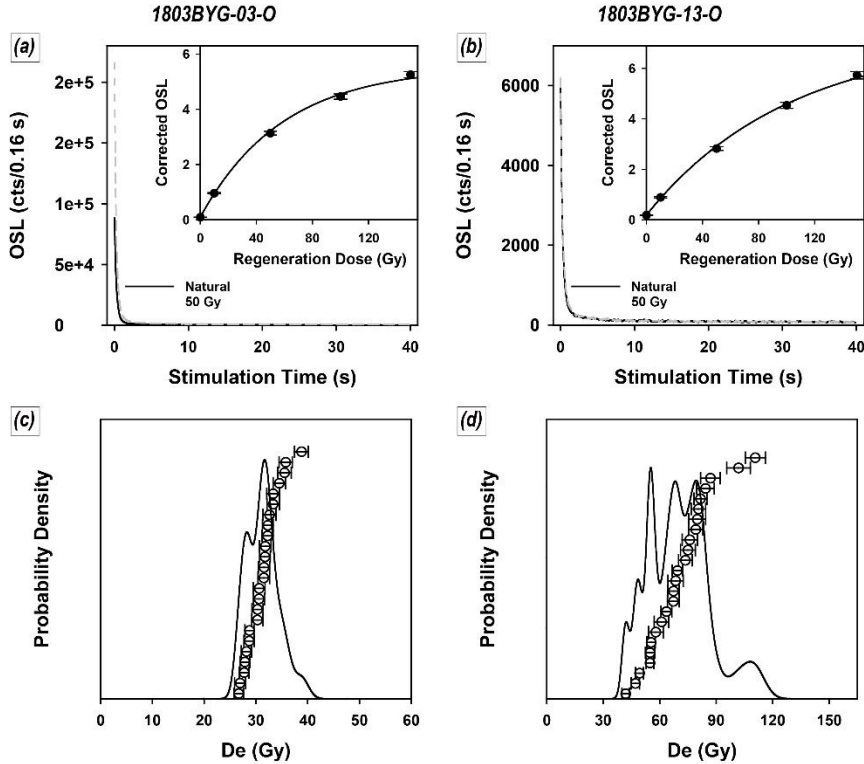 1803BYG-03-O
1803BYG-13-O
(a)
OSL (cts/0.16 s)
2e+5
2e+5
1e+5
5e+4
0
0 10 20 30 40
Stimulation Time (s)
Corrected OSL
6
4
2
0
0 40 80 120
Regeneration Dose (Gy)
Natural
50 Gy
(b)
OSL (cts/0.16 s)
6000
4000
2000
0
0 10 20 30 40
Stimulation Time (s)
Corrected OSL
6
4
2
0
0 40 80 120
Regeneration Dose (Gy)
Natural
50 Gy
(c)
Probability Density
0 20 40 60
De (Gy)
(d)
Probability Density
0 30 60 90 120 150
De (Gy)